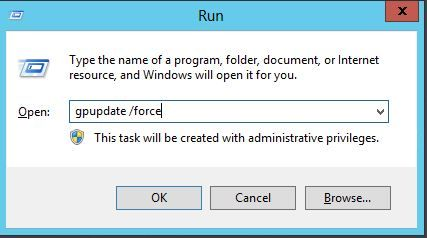 Run
x
Type the name of a program, folder, document, or Internet
resource, and Windows will open it for you.
Open: gpupdate /force
This task will be created with administrative privileges.
OK Cancel Browse...